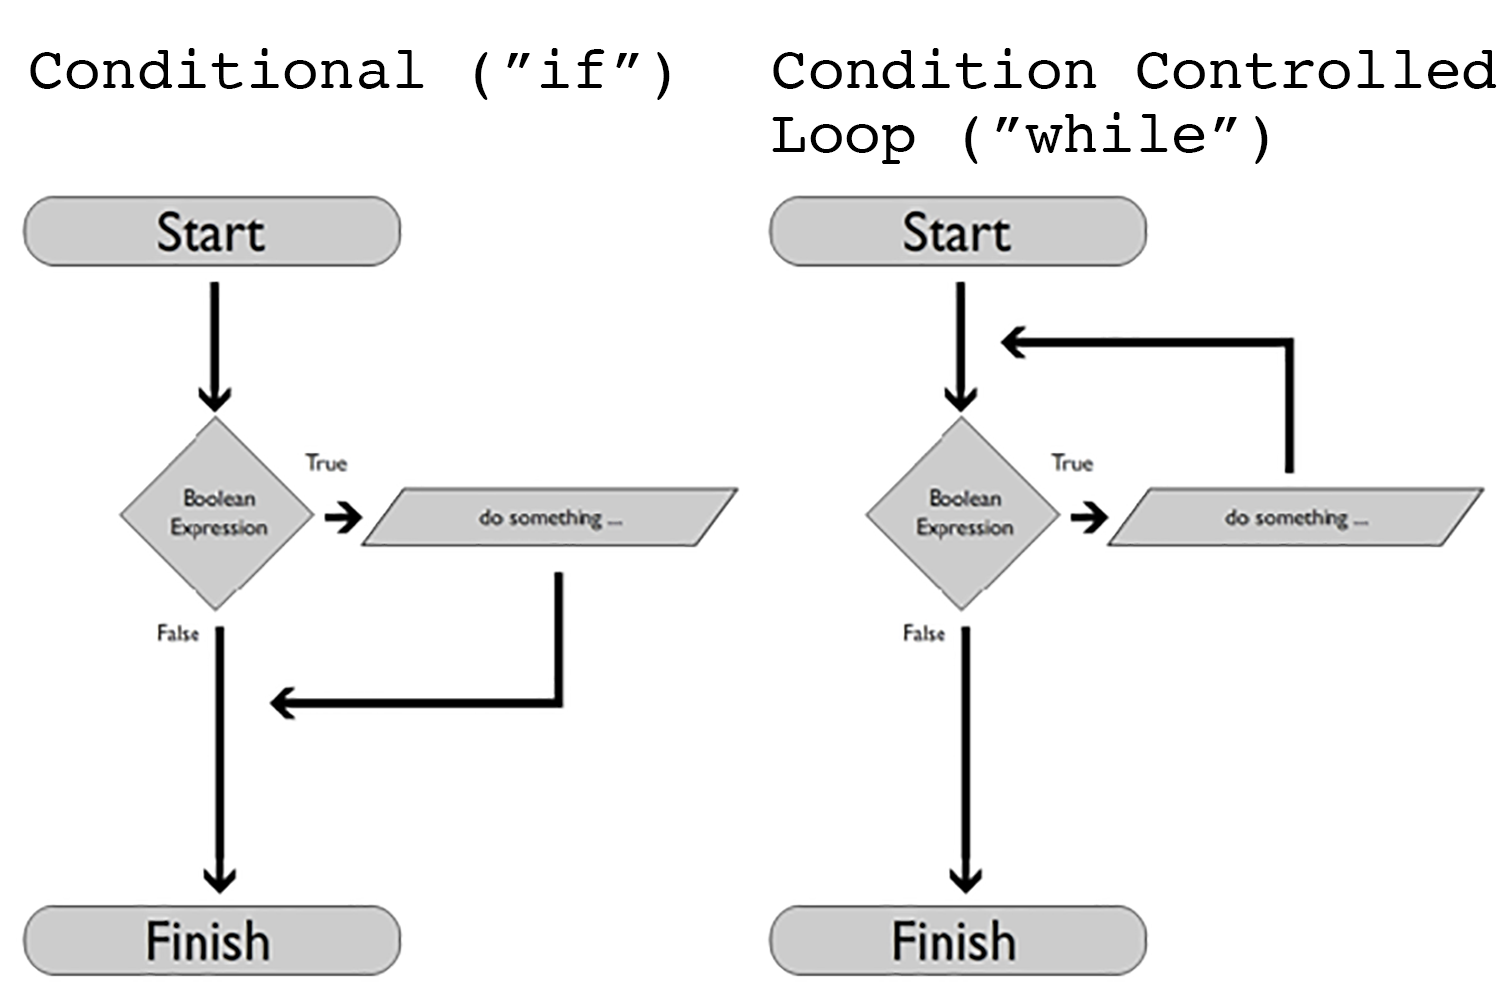 Conditional ("if")
Start
Boolean
Expression
True
do something ...
False
Finish
Condition Controlled
Loop ("while")
Start
Boolean
Expression
True
do something ...
False
Finish